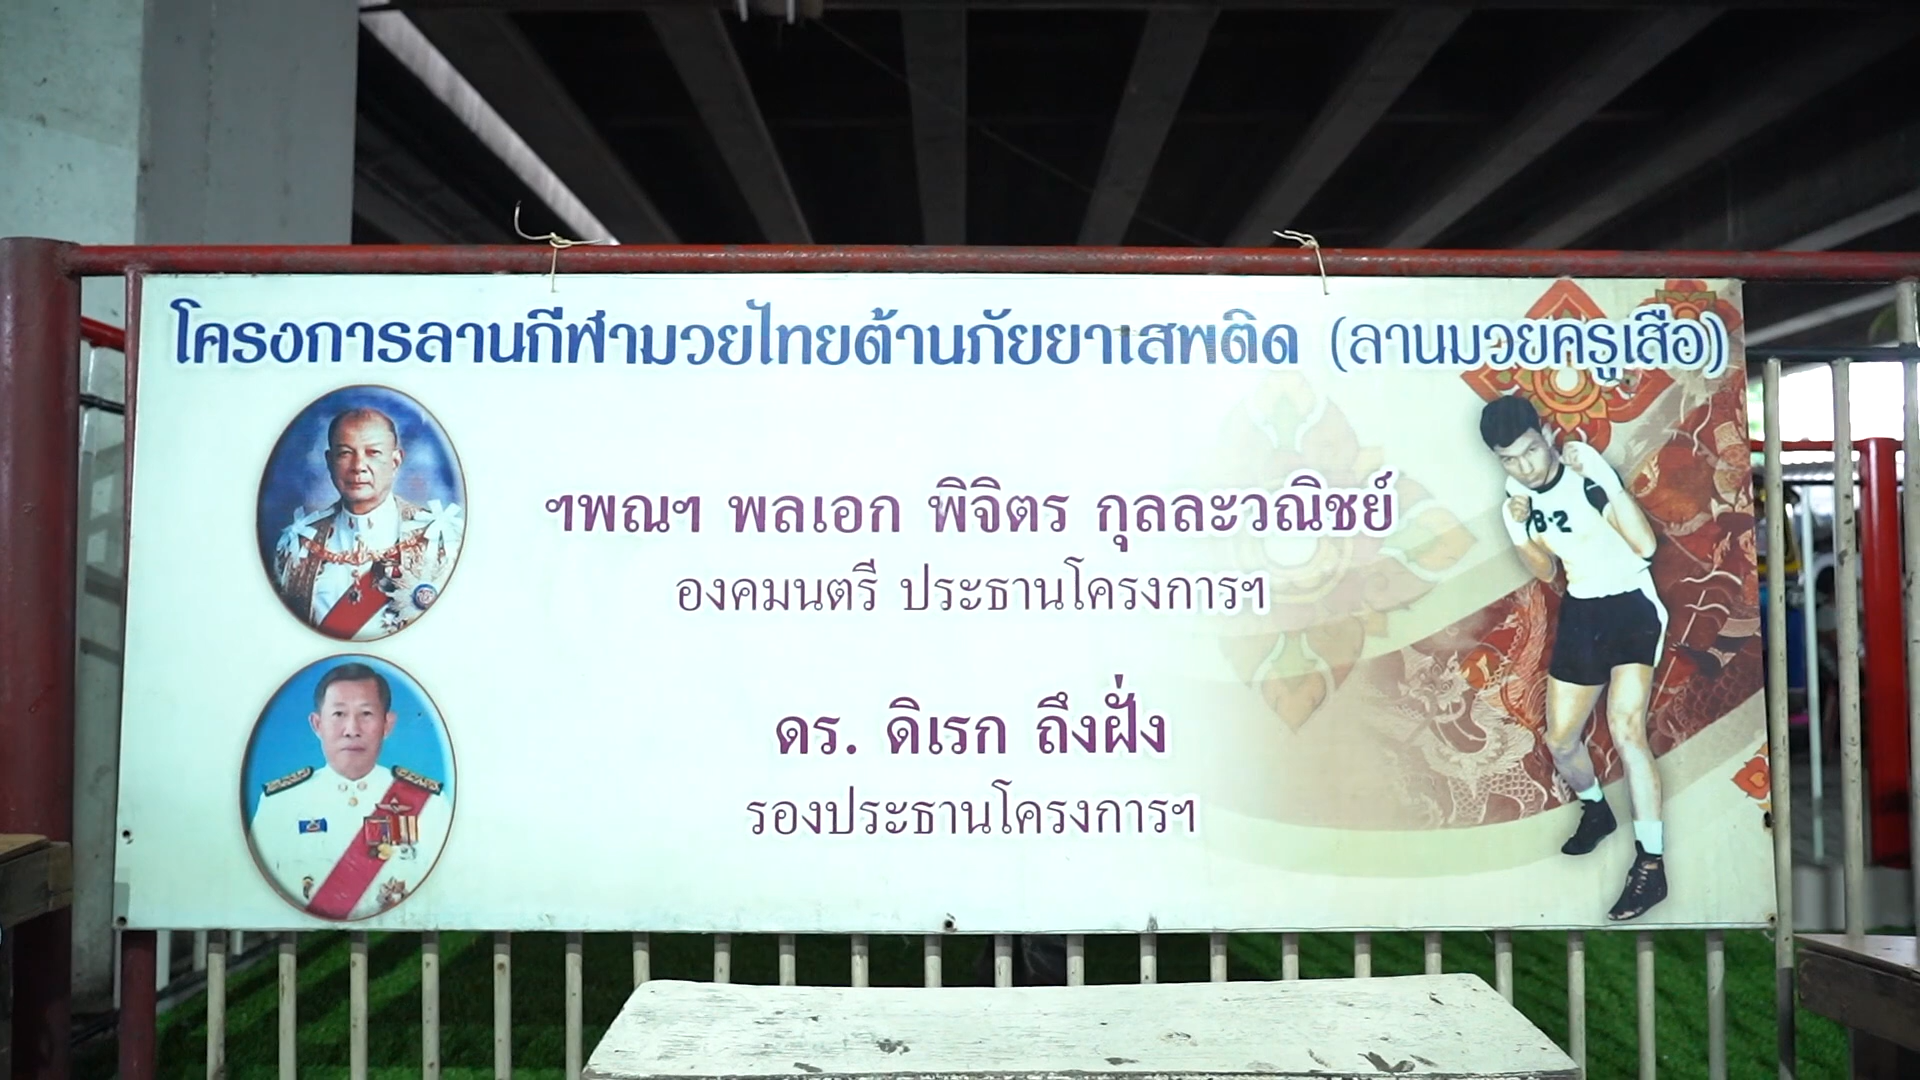 โครงการลานกีฬามวยไทยต้านภัยยาเสพติด (ลานมวยครูเสือ)
ฯพณฯ พลเอก พิจิตร กุลละวณิชย์
องคมนตรี ประธานโครงการฯ
ดร. ดิเรก ถึงฝั่ง
รองประธานโครงการฯ
B-2